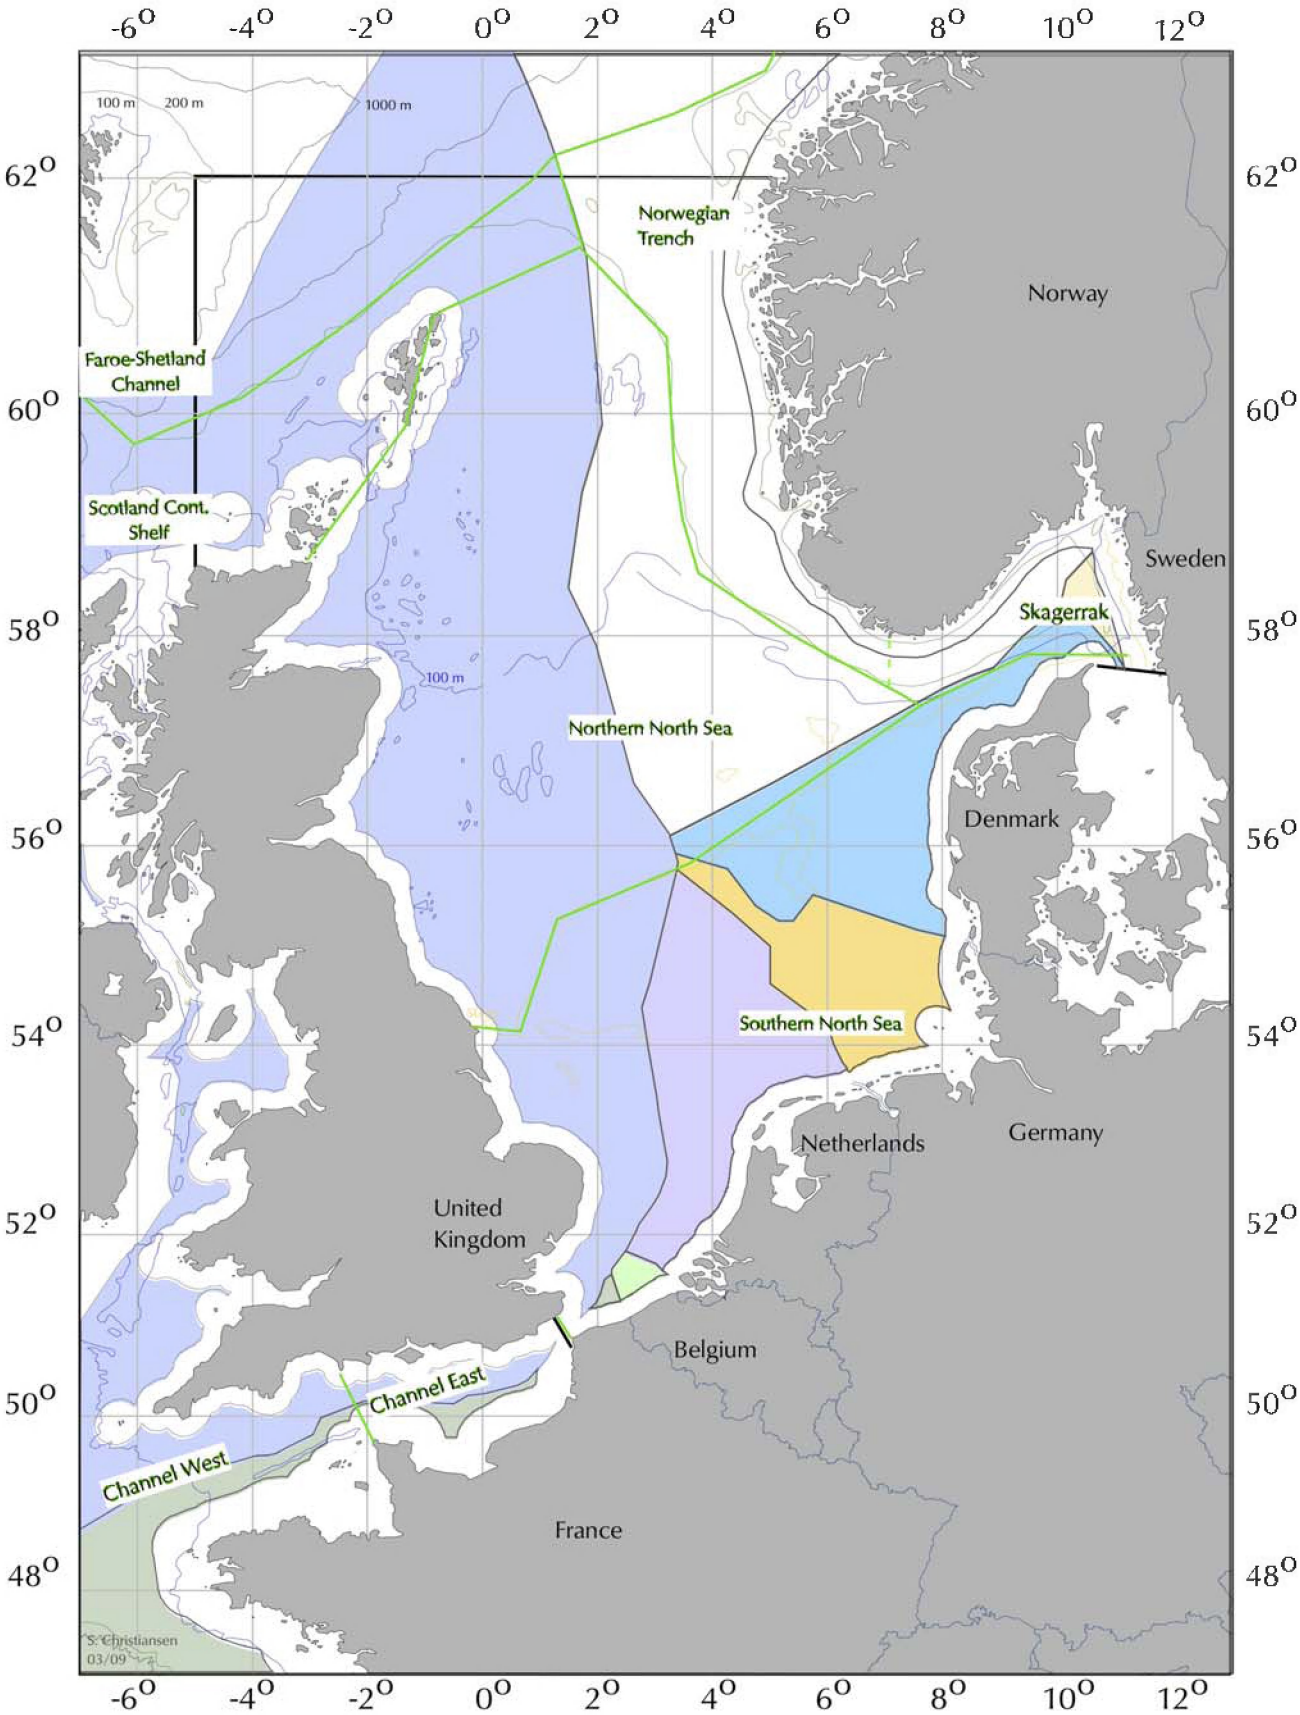 -6° -4° -2° 0° 2° 4° 6° 8° 10° 12°
100 m 200 m 1000 m
62° 62°
Norwegian
Trench
Norway
Faroe-Shetland
Channel
60° 60°
Scotland Cont.
Shelf
Sweden
Skagerrak
58° 58°
100 m
Northern North Sea
Denmark
56° 56°
Southern North Sea
54° 54°
Germany
Netherlands
United
Kingdom
52° 52°
Belgium
Channel East
50° 50°
Channel West
France
48° 48°
S. Christiansen
03/09
-6° -4° -2° 0° 2° 4° 6° 8° 10° 12°